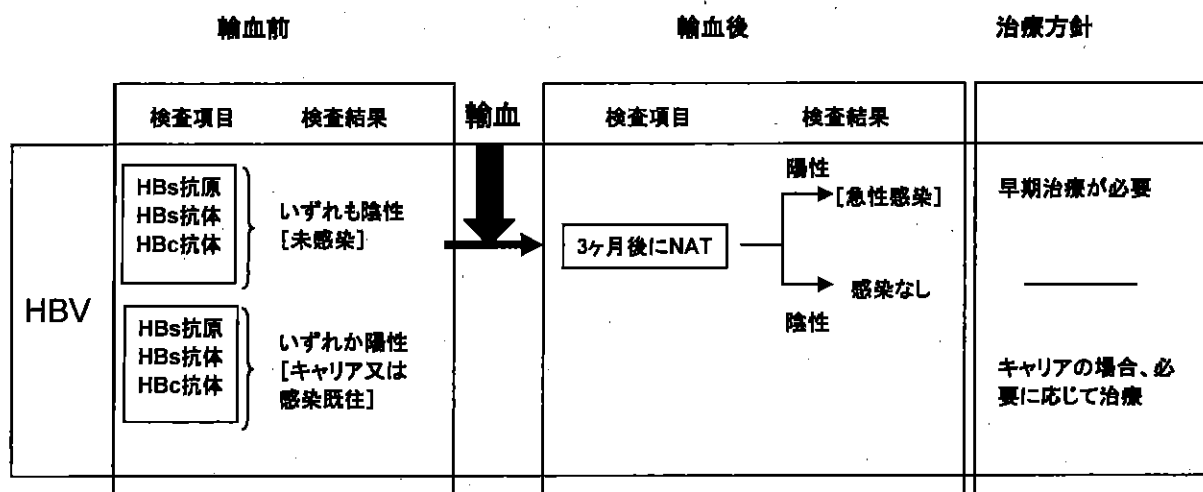 輸血前 輸血後 治療方針
検査項目 検査結果 輸血 検査項目 検査結果
HBV
HBs抗原
HBs抗体
HBc抗体
いずれも陰性
[未感染]
3ヶ月後にNAT
陽性
[急性感染]
感染なし
陰性
早期治療が必要
HBs抗原
HBs抗体
HBc抗体
いずれか陽性
[キャリア又は
感染既往]
キャリアの場合、必
要に応じて治療